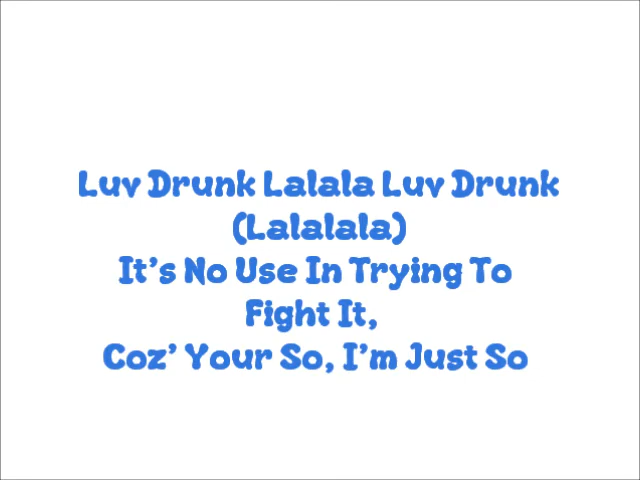 Luv Drunk Lalala Luv Drunk
(Lalalala)
It's No Use In Trying To
Fight It,
Coz' Your So, I'm Just So